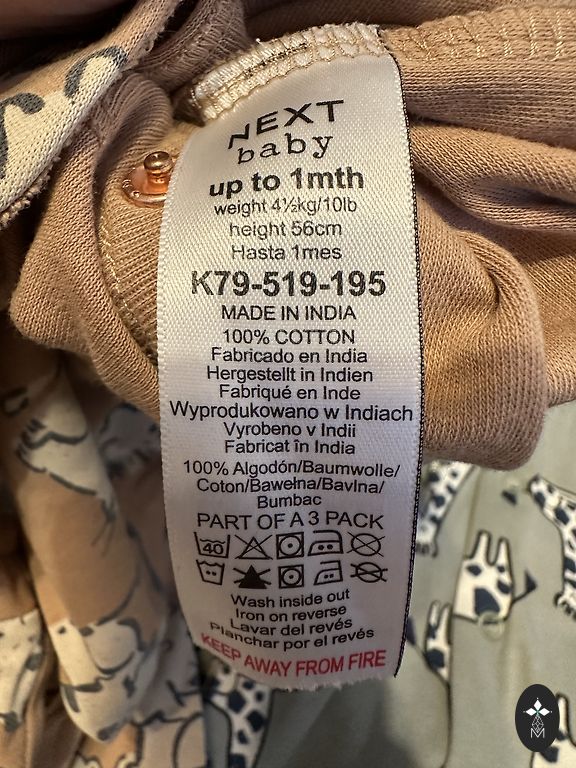 NEXT
baby
up to 1mth
weight 4½kg/10lb
height 56cm
Hasta 1mes
K79-519-195
MADE IN INDIA
100% COTTON
Fabricado en India
Hergestellt in Indien
Fabriqué en Inde
Wyprodukowano w Indiach
Vyrobeno v Indii
Fabricat în India
100% Algodón/Baumwolle/
Coton/Bawełna/Bavlna/
Bumbac
PART OF A 3 PACK
40
Wash inside out
Iron on reverse
Lavar del revés
Planchar por el revés
KEEP AWAY FROM FIRE
M